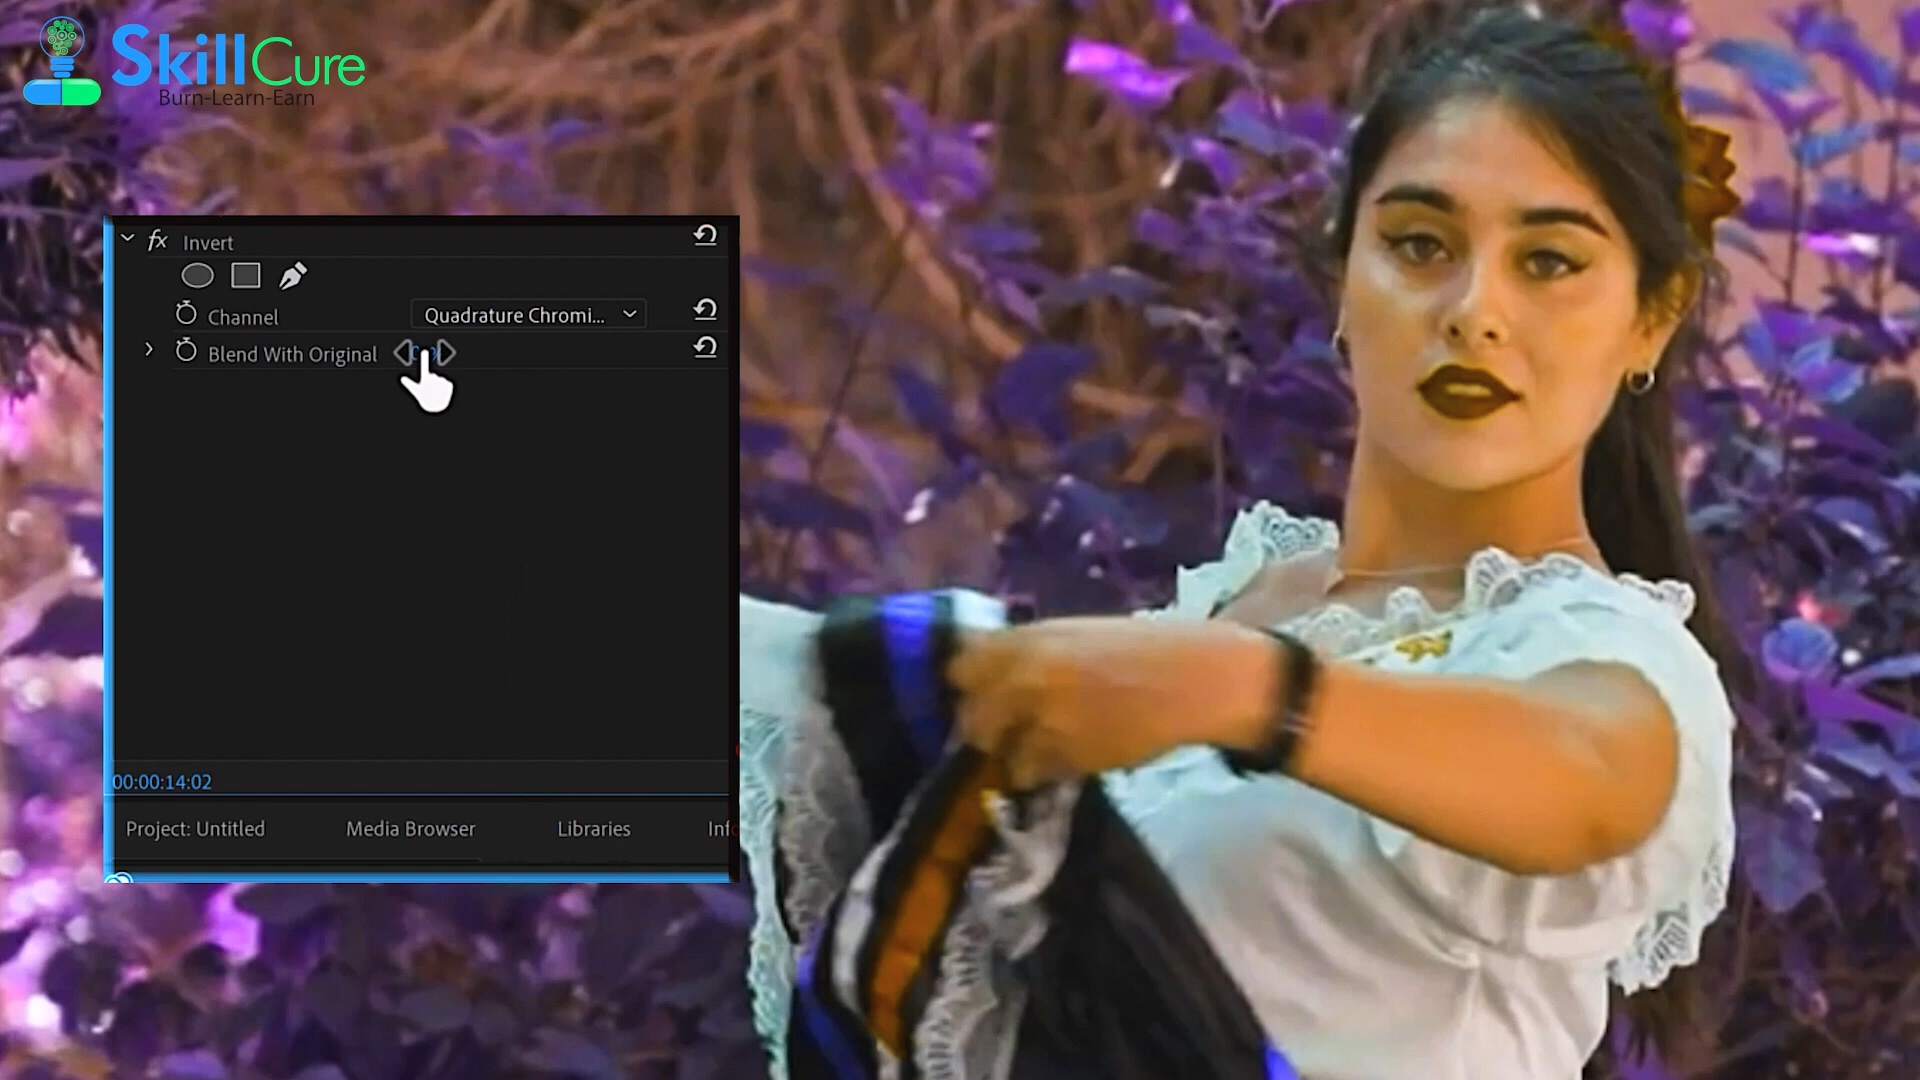 SkillCure
Burn-Learn-Earn
fx Invert
Channel
Quadrature Chromi...
Blend With Original
00:00:14:02
Project: Untitled
Media Browser
Libraries